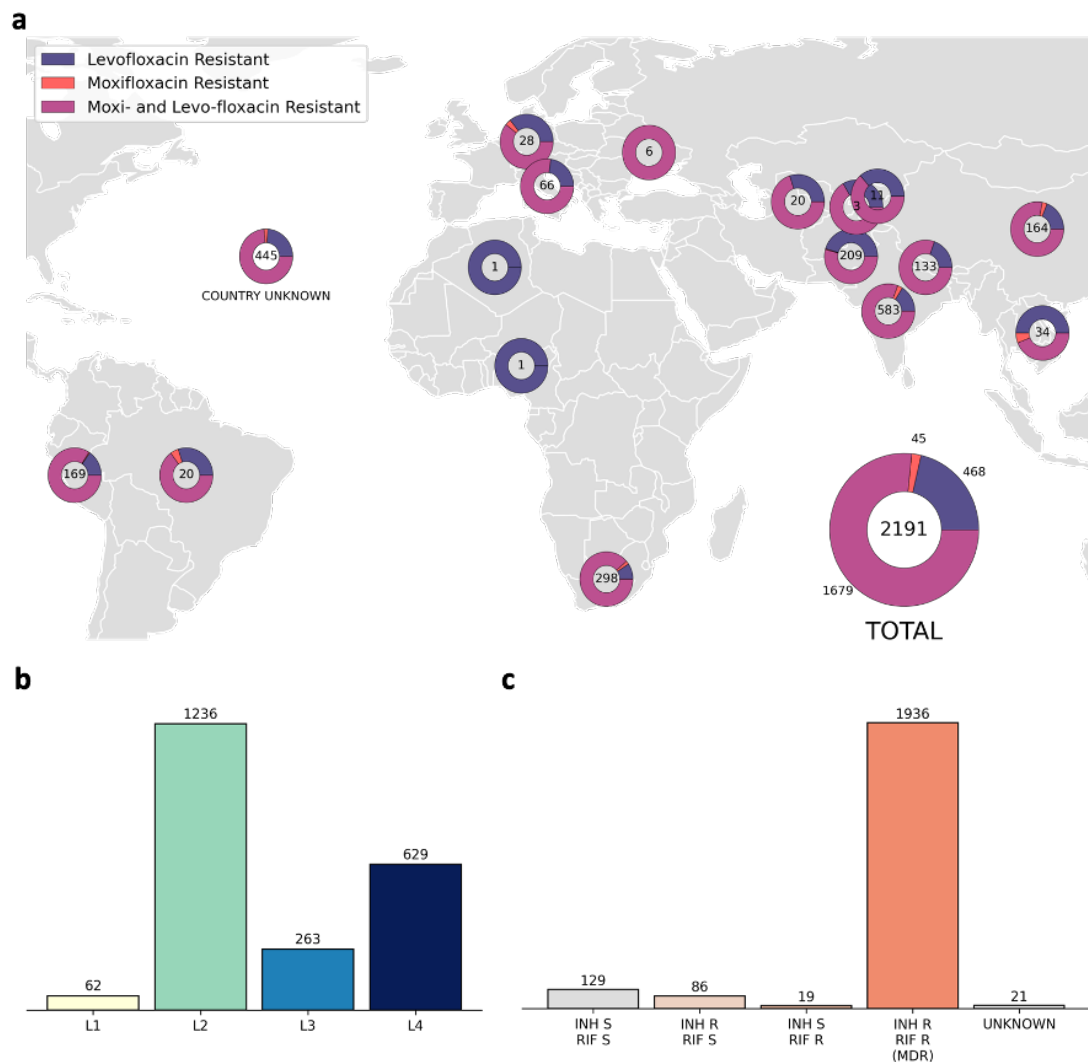 a
Levofloxacin Resistant
Moxifloxacin Resistant
Moxi- and Levo-floxacin Resistant
28
6
66
20
3
11
164
445
COUNTRY UNKNOWN
1
209
133
583
34
1
169
20
298
45
468
2191
1679
TOTAL
b
1236
629
263
62
L1
L2
L3
L4
c
1936
129
86
19
21
INH S
RIF S
INH R
RIF S
INH S
RIF R
INH R
RIF R
(MDR)
UNKNOWN